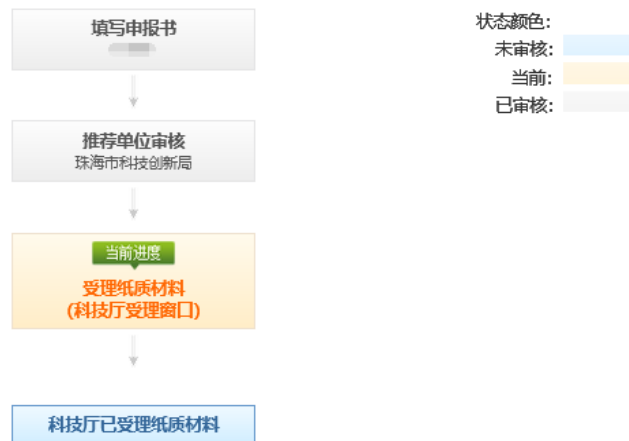 填写申报书
推荐单位审核
珠海市科技创新局
当前进度
受理纸质材料
(科技厅受理窗口)
科技厅已受理纸质材料
状态颜色:
未审核:
当前:
已审核: